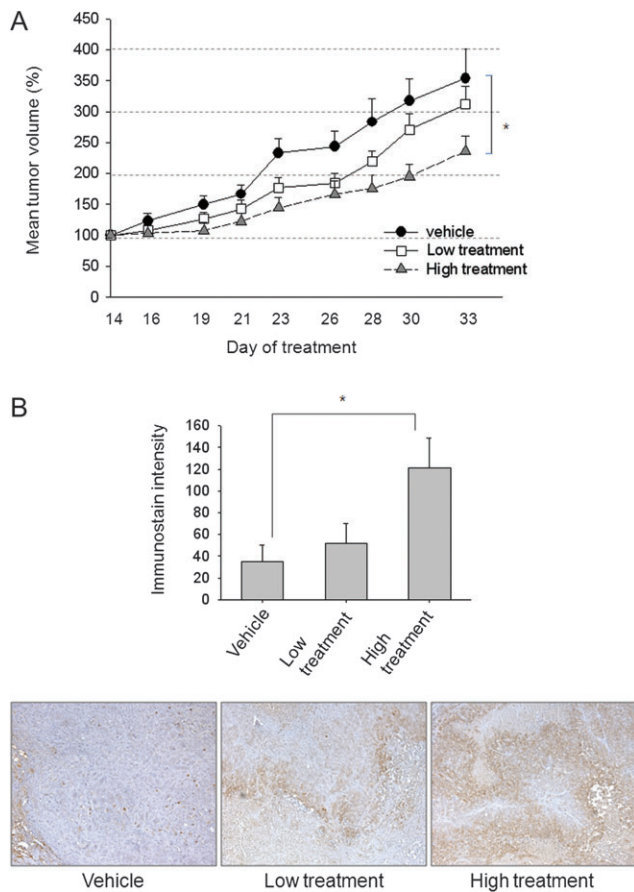 A
Mean tumor volume (%)
450
400
350
300
250
200
150
100
50
0
*
vehicle
Low treatment
High treatment
14 16 19 21 23 26 28 30 33
Day of treatment
B
*
Immunostain intensity
160
140
120
100
80
60
40
20
0
Vehicle
Low
treatment
High
treatment
Vehicle Low treatment High treatment